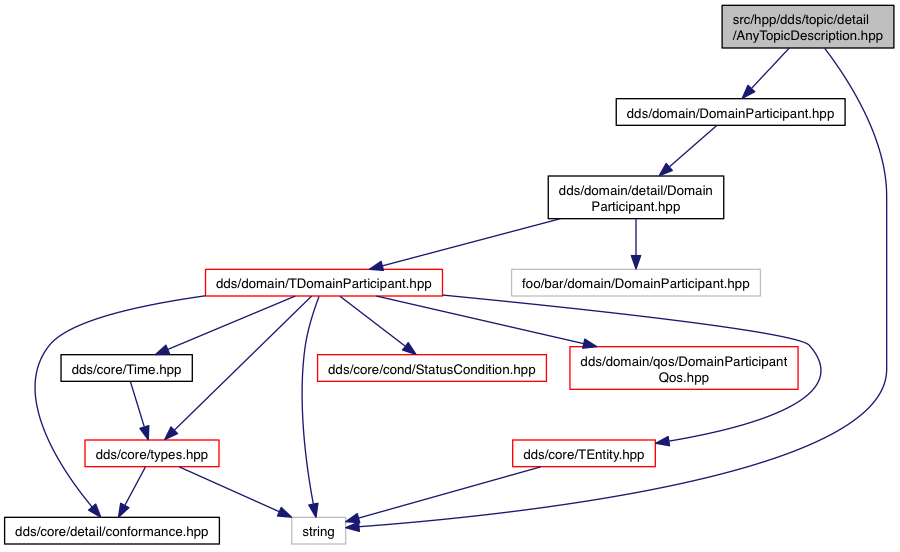 src/hpp/dds/topic/detail
/AnyTopicDescription.hpp
dds/domain/DomainParticipant.hpp
dds/domain/detail/Domain
Participant.hpp
dds/domain/TDomainParticipant.hpp
foo/bar/domain/DomainParticipant.hpp
dds/core/Time.hpp
dds/core/cond/StatusCondition.hpp
dds/domain/qos/DomainParticipant
Qos.hpp
dds/core/types.hpp
dds/core/TEntity.hpp
dds/core/detail/conformance.hpp
string